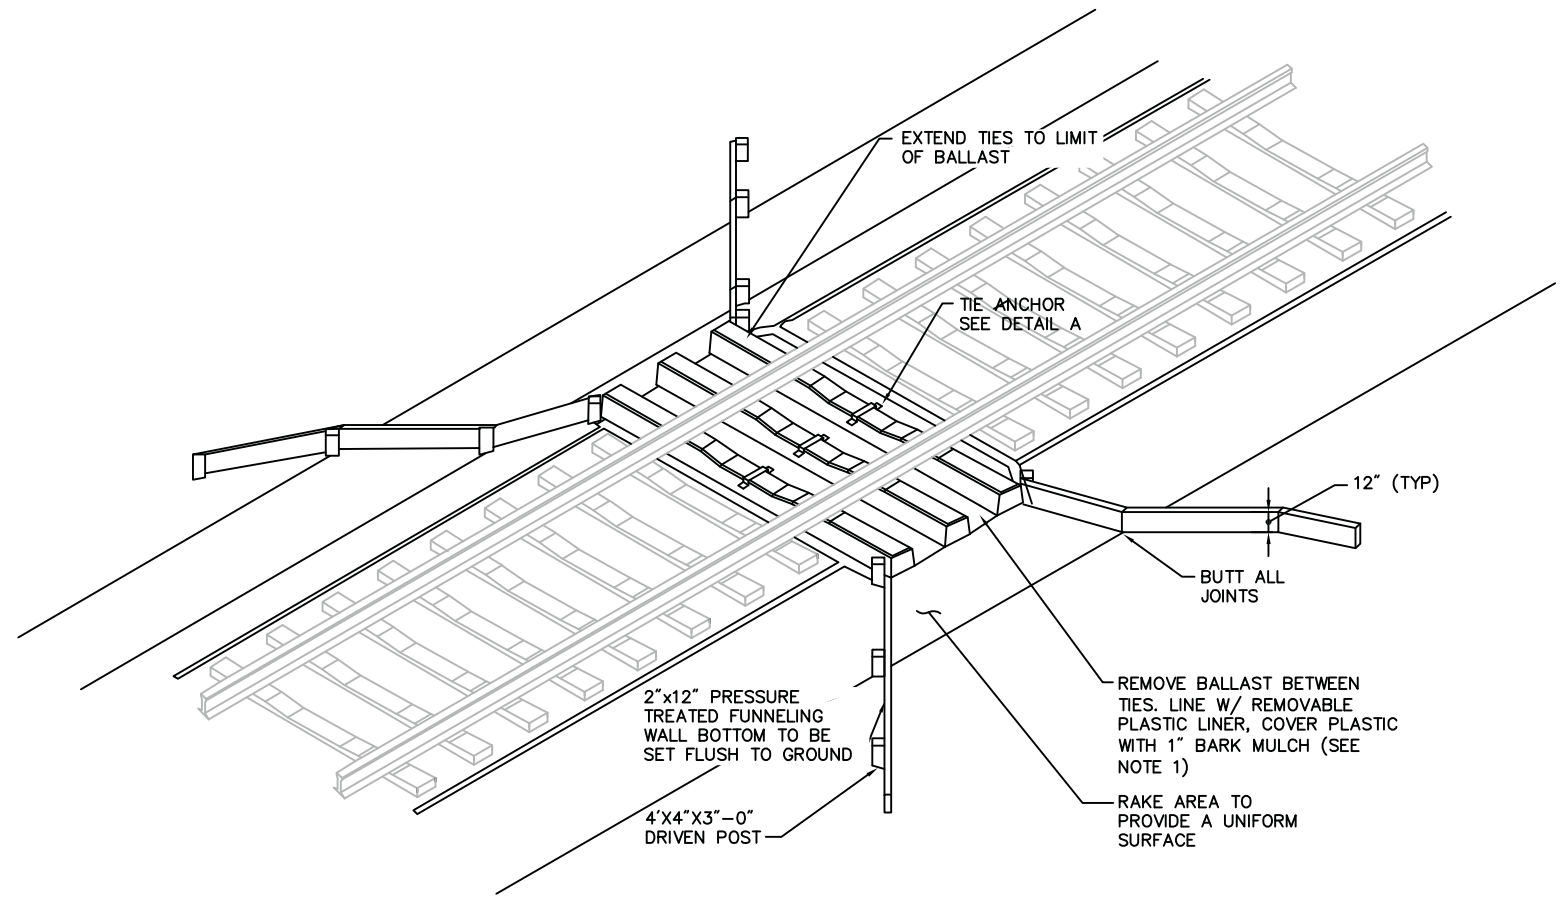 EXTEND TIES TO LIMIT
OF BALLAST
TIE ANCHOR
SEE DETAIL A
12" (TYP)
BUTT ALL
JOINTS
2"x12" PRESSURE
TREATED FUNNELING
WALL BOTTOM TO BE
SET FLUSH TO GROUND
REMOVE BALLAST BETWEEN
TIES. LINE W/ REMOVABLE
PLASTIC LINER, COVER PLASTIC
WITH 1" BARK MULCH (SEE
NOTE 1)
4'X4"X3"-0"
DRIVEN POST
RAKE AREA TO
PROVIDE A UNIFORM
SURFACE